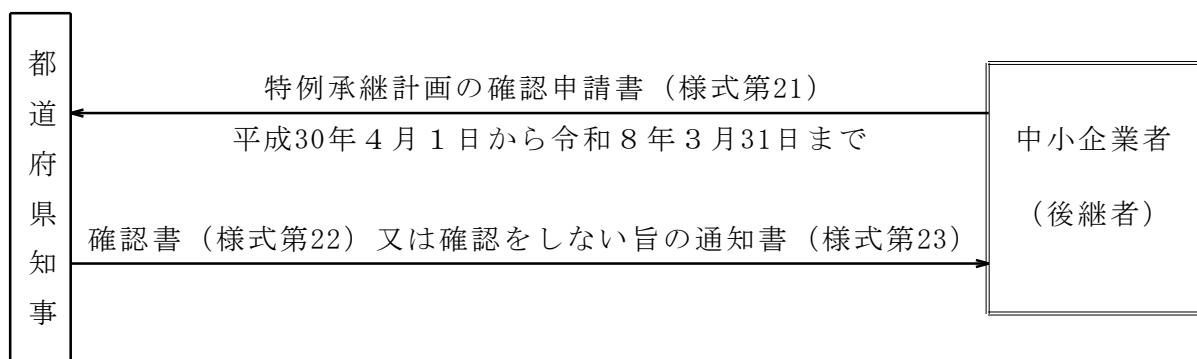 都道府県知事
特例承継計画の確認申請書（様式第21）
平成30年４月１日から令和８年３月31日まで
確認書（様式第22）又は確認をしない旨の通知書（様式第23）
中小企業者
（後継者）